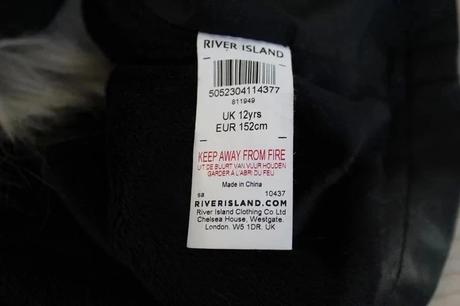 RIVER ISLAND
5052304114377
811949
UK 12yrs
EUR 152cm
KEEP AWAY FROM FIRE
UIT DE BUURT VAN VUUR HOUDEN
GARDER À L'ABRI DU FEU
Made in China
sa 10437
RIVERISLAND.COM
River Island Clothing Co Ltd
Chelsea House, Westgate.
London. W5 1DR. UK